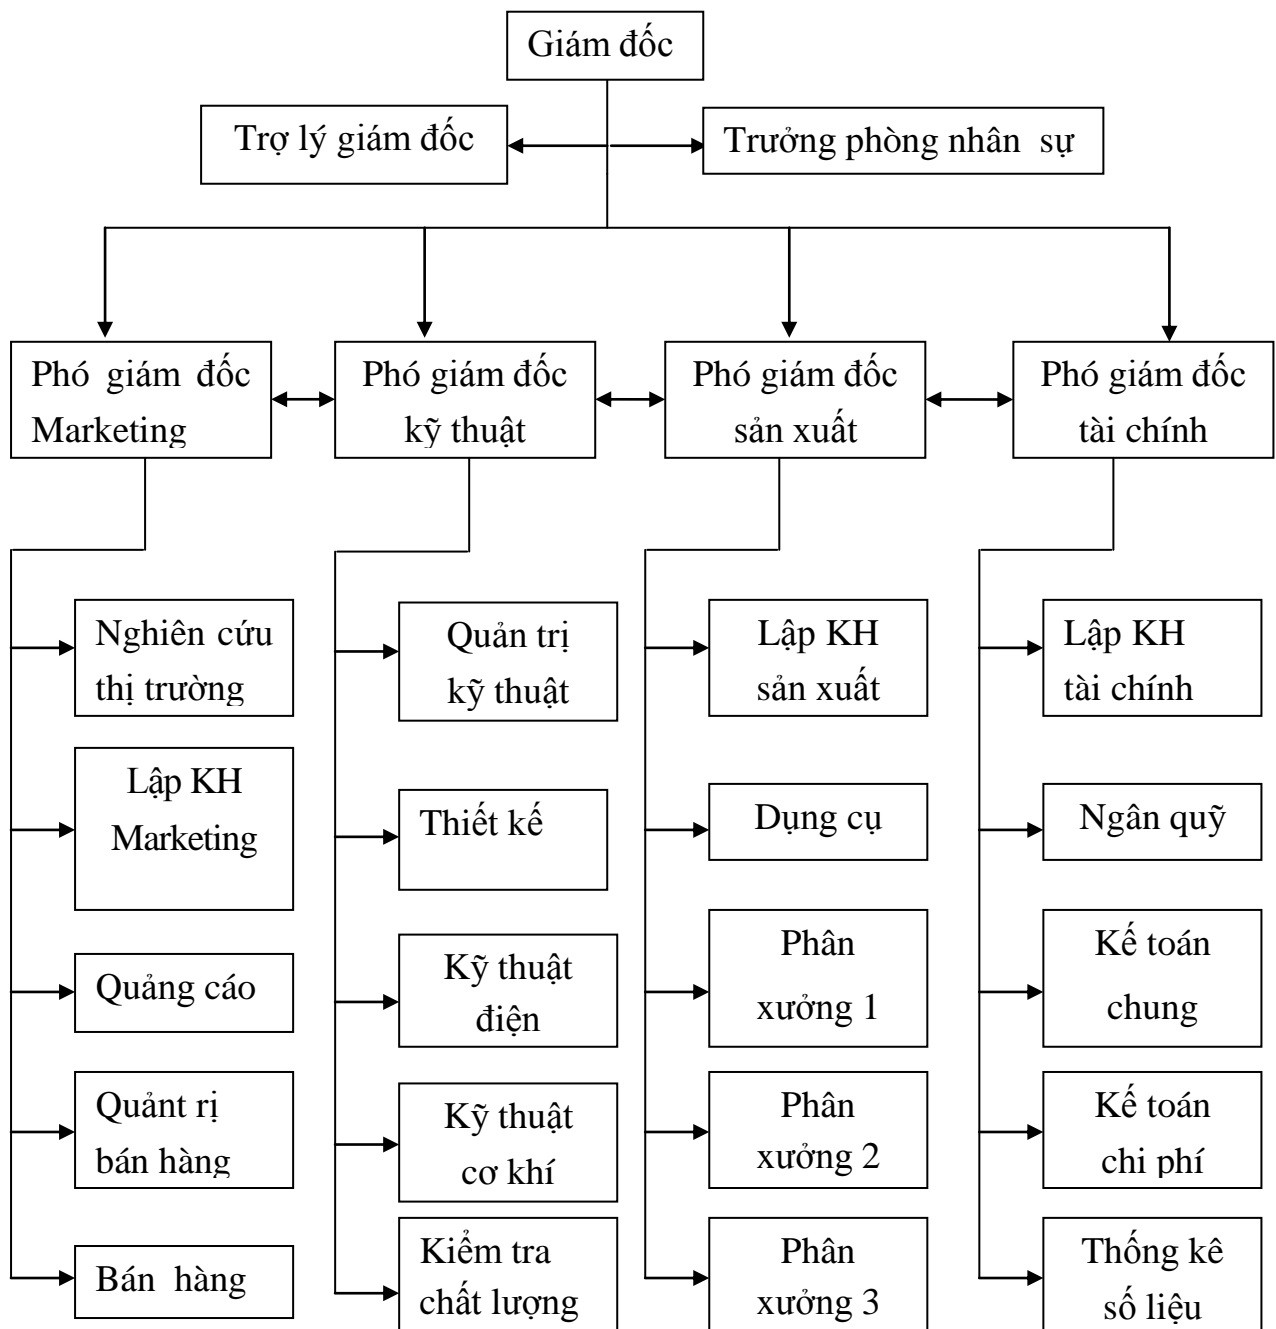 Giám đốc
Trợ lý giám đốc
Trưởng phòng nhân sự
Phó giám đốc
Marketing
Phó giám đốc
kỹ thuật
Phó giám đốc
sản xuất
Phó giám đốc
tài chính
Nghiên cứu
thị trường
Lập KH
Marketing
Quảng cáo
Quảnt rị
bán hàng
Bán hàng
Quản trị
kỹ thuật
Thiết kế
Kỹ thuật
điện
Kỹ thuật
cơ khí
Kiểm tra
chất lượng
Lập KH
sản xuất
Dụng cụ
Phân
xưởng 1
Phân
xưởng 2
Phân
xưởng 3
Lập KH
tài chính
Ngân quỹ
Kế toán
chung
Kế toán
chi phí
Thống kê
số liệu